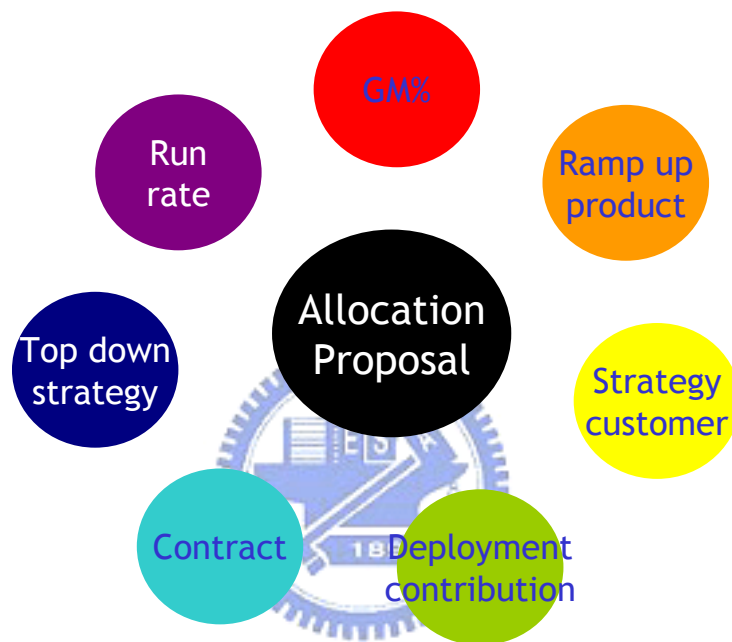 GM%
Run
rate
Ramp up
product
Allocation
Proposal
Top down
strategy
Strategy
customer
Contract
Deployment
contribution